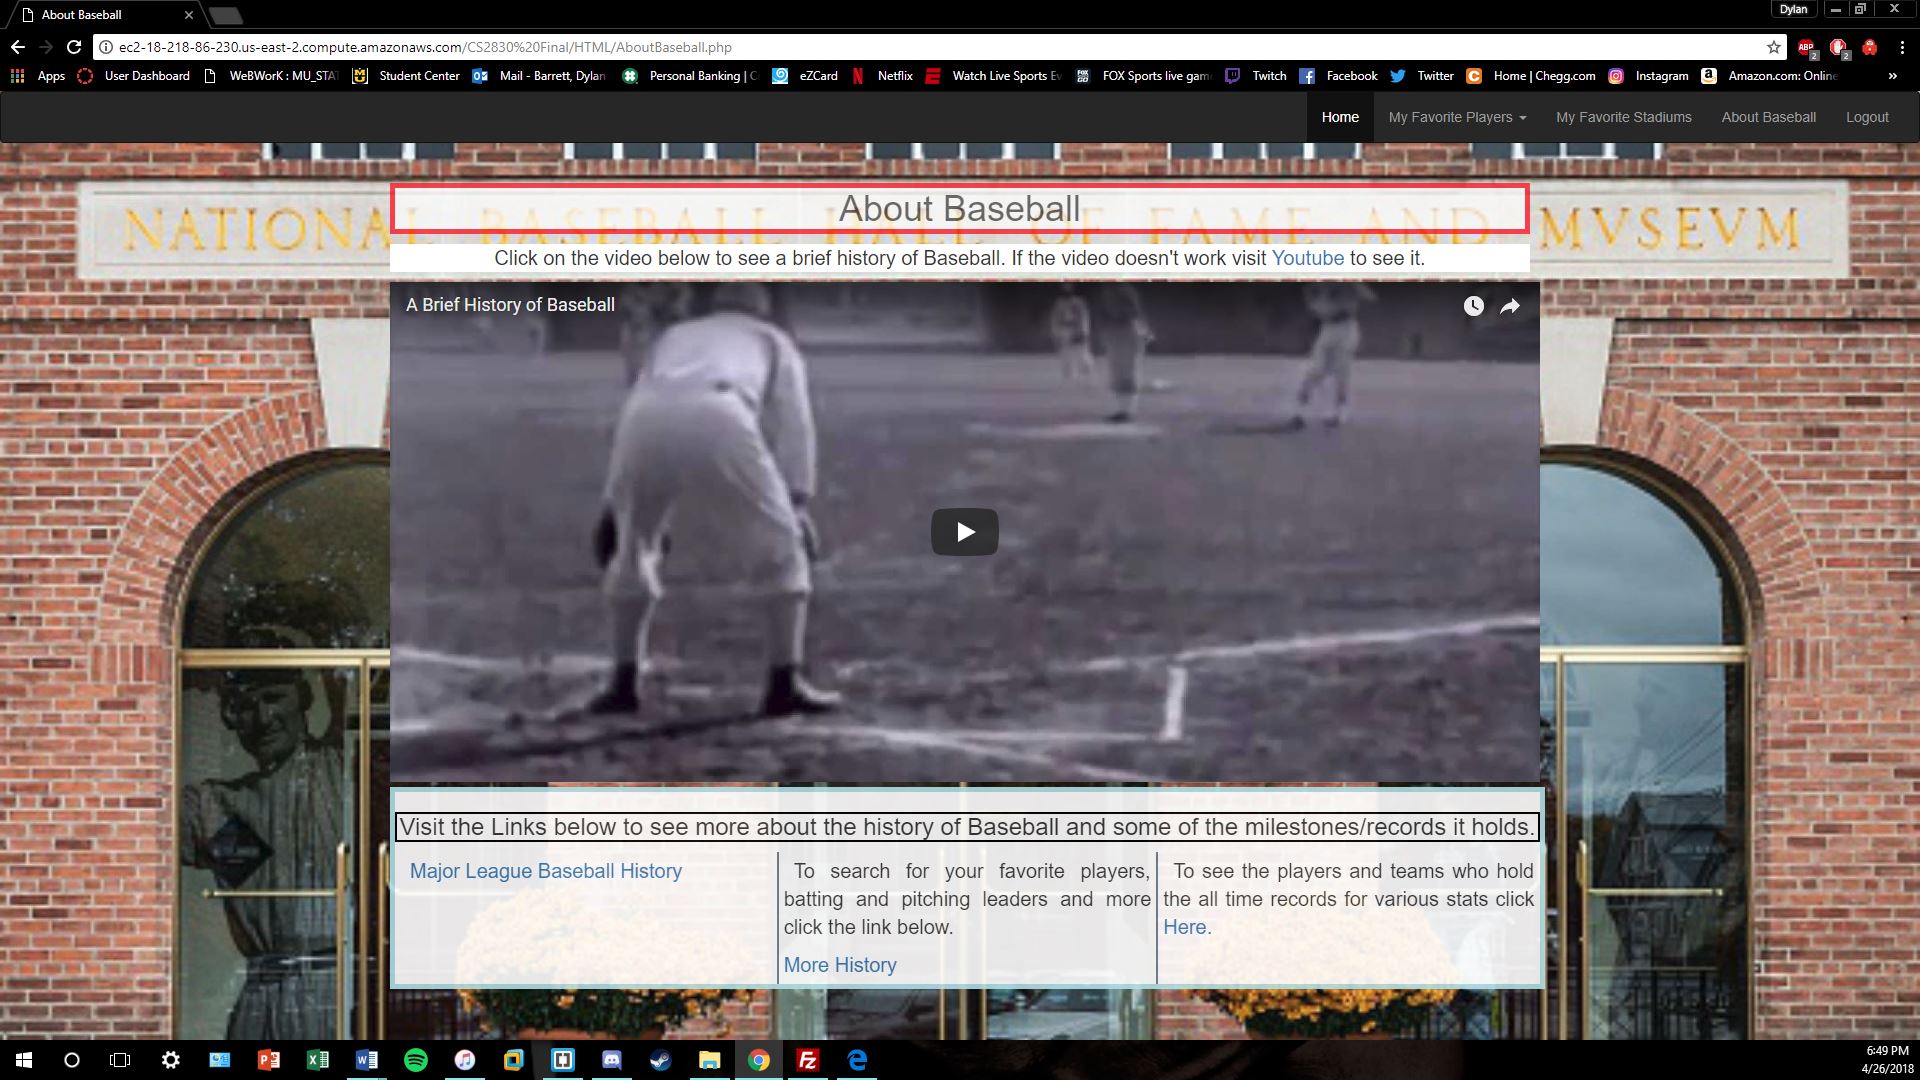 About Baseball
Dylan
ec2-18-218-86-230.us-east-2.compute.amazonaws.com/CS2830%20Final/HTML/AboutBaseball.php
ABP 2 2
Apps User Dashboard WeBWorK : MU_STA Student Center Mail - Barrett, Dylan Personal Banking | C eZCard Netflix Watch Live Sports Ev FOX Sports live gam Twitch Facebook Twitter Home | Chegg.com Instagram Amazon.com: Online »
Home My Favorite Players My Favorite Stadiums About Baseball Logout
NATIONAL BASEBALL HALL OF FAME AND MVSEVM
About Baseball
Click on the video below to see a brief history of Baseball. If the video doesn't work visit Youtube to see it.
A Brief History of Baseball
Visit the Links below to see more about the history of Baseball and some of the milestones/records it holds.
Major League Baseball History
To search for your favorite players,
batting and pitching leaders and more
click the link below.
More History
To see the players and teams who hold
the all time records for various stats click
Here.
6:49 PM
4/26/2018